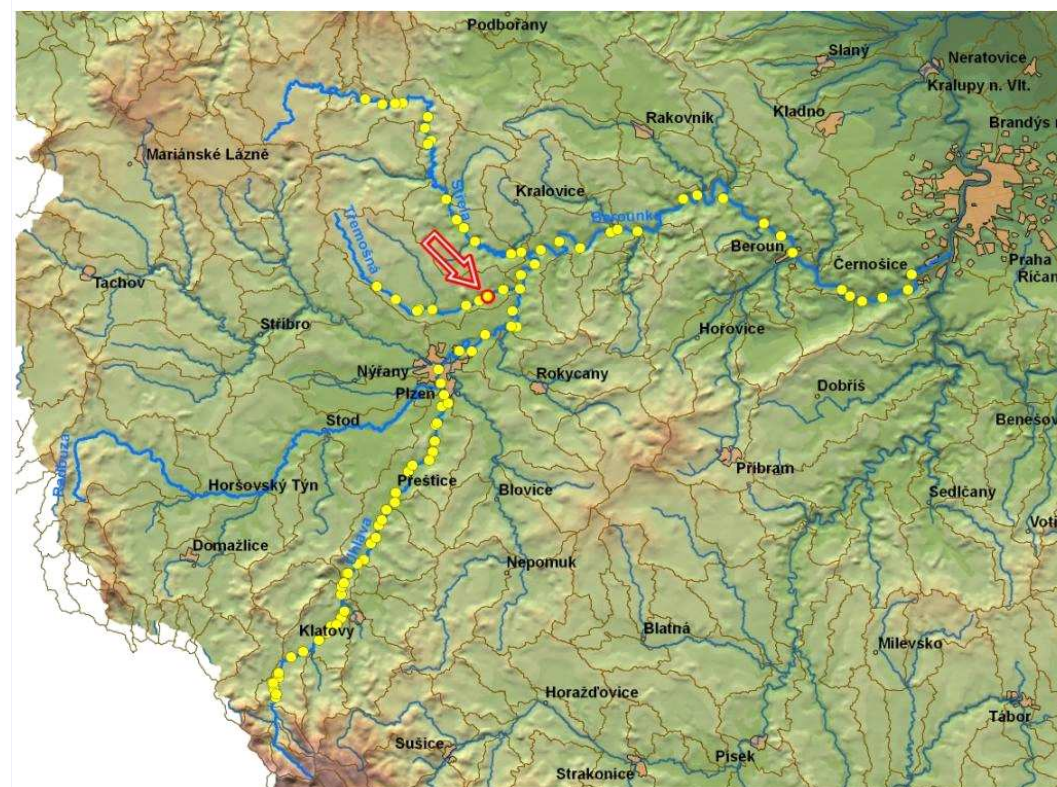 Podbořany
Slaný
Neratovice
Kralupy n. Vlt.
Kladno
Rakovník
Brandýs n
Mariánské Lázně
Kralovice
Střela
Třemošná
Berounka
Beroun
Černošice
Praha
Říčan
Tachov
Stříbro
Hořovice
Nýřany
Rokycany
Plzeň
Dobříš
Stod
Benešov
Radbuza
Příbram
Horšovský Týn
Přeštice
Blovice
Sedlčany
Voti
Úhlava
Domažlice
Nepomuk
Klatovy
Blatná
Milevsko
Horažďovice
Tábor
Sušice
Písek
Strakonice